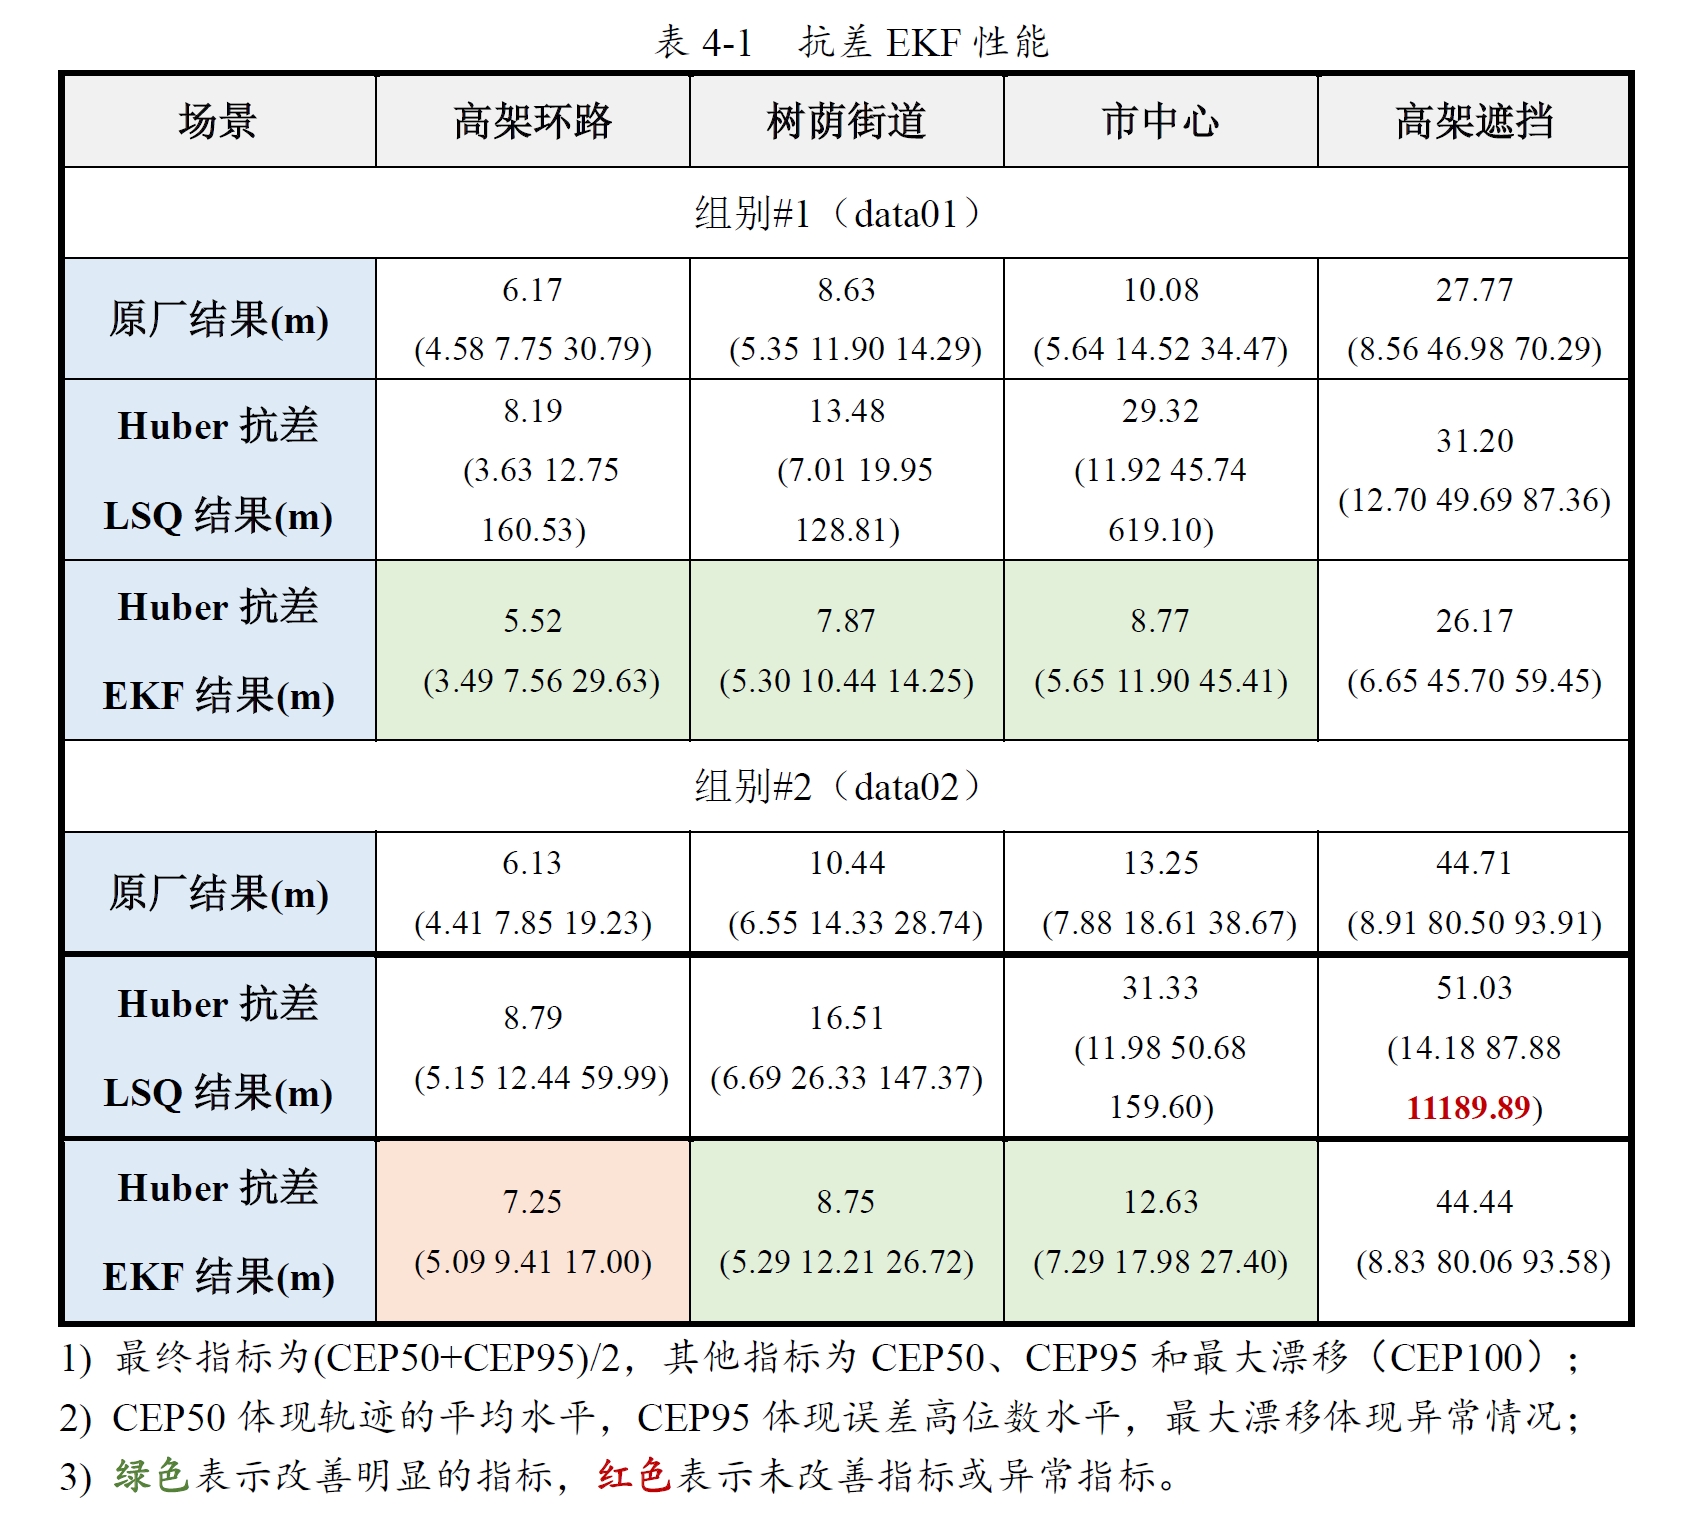 表 4-1 抗差 EKF 性能
场景 高架环路 树荫街道 市中心 高架遮挡
组别#1（data01）
原厂结果(m)
6.17
(4.58 7.75 30.79)
8.63
(5.35 11.90 14.29)
10.08
(5.64 14.52 34.47)
27.77
(8.56 46.98 70.29)
Huber 抗差
LSQ 结果(m)
8.19
(3.63 12.75
160.53)
13.48
(7.01 19.95
128.81)
29.32
(11.92 45.74
619.10)
31.20
(12.70 49.69 87.36)
Huber 抗差
EKF 结果(m)
5.52
(3.49 7.56 29.63)
7.87
(5.30 10.44 14.25)
8.77
(5.65 11.90 45.41)
26.17
(6.65 45.70 59.45)
组别#2（data02）
原厂结果(m)
6.13
(4.41 7.85 19.23)
10.44
(6.55 14.33 28.74)
13.25
(7.88 18.61 38.67)
44.71
(8.91 80.50 93.91)
Huber 抗差
LSQ 结果(m)
8.79
(5.15 12.44 59.99)
16.51
(6.69 26.33 147.37)
31.33
(11.98 50.68
159.60)
51.03
(14.18 87.88
11189.89)
Huber 抗差
EKF 结果(m)
7.25
(5.09 9.41 17.00)
8.75
(5.29 12.21 26.72)
12.63
(7.29 17.98 27.40)
44.44
(8.83 80.06 93.58)
1) 最终指标为(CEP50+CEP95)/2，其他指标为 CEP50、CEP95 和最大漂移（CEP100）；
2) CEP50 体现轨迹的平均水平，CEP95 体现误差高位数水平，最大漂移体现异常情况；
3) 绿色表示改善明显的指标，红色表示未改善指标或异常指标。